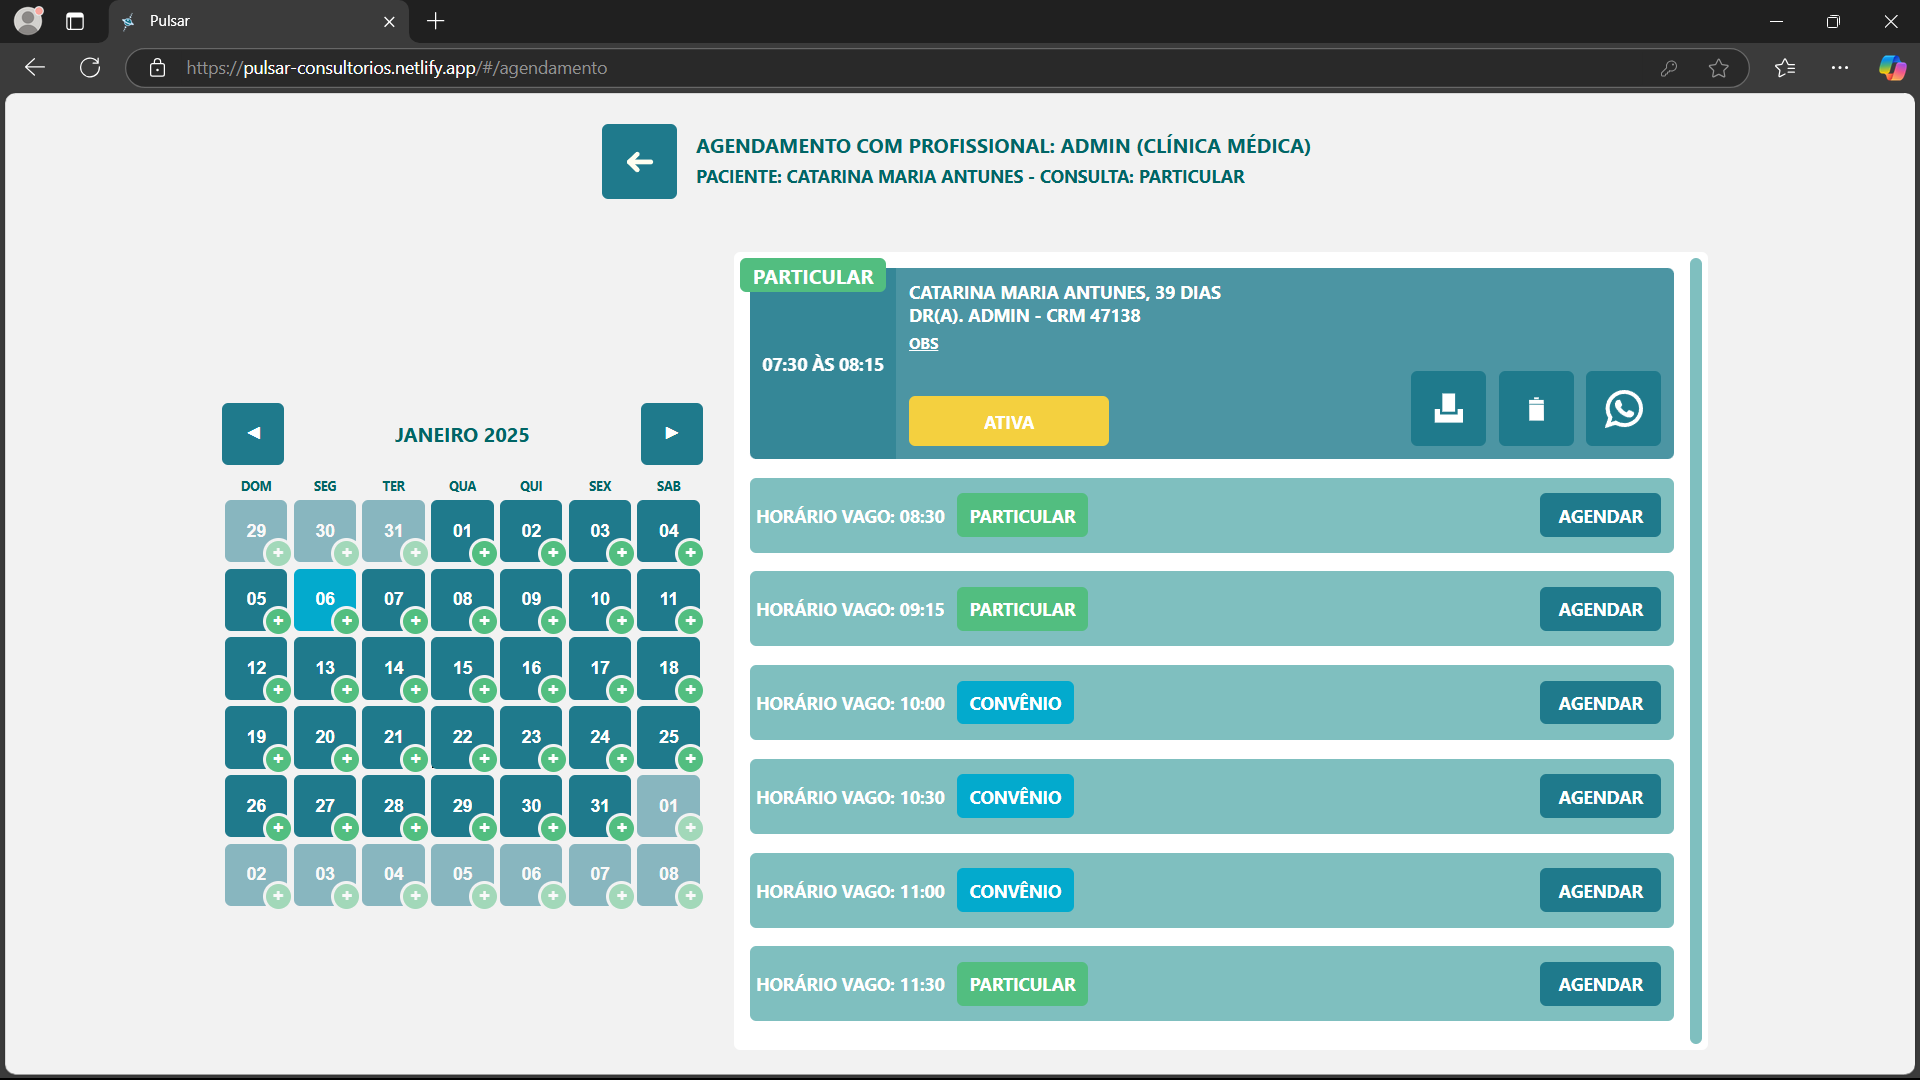 Pulsar
https://pulsar-consultorios.netlify.app/#/agendamento
AGENDAMENTO COM PROFISSIONAL: ADMIN (CLÍNICA MÉDICA)
PACIENTE: CATARINA MARIA ANTUNES - CONSULTA: PARTICULAR
JANEIRO 2025
DOM SEG TER QUA QUI SEX SAB
29 30 31 01 02 03 04
05 06 07 08 09 10 11
12 13 14 15 16 17 18
19 20 21 22 23 24 25
26 27 28 29 30 31 01
02 03 04 05 06 07 08
PARTICULAR
07:30 ÀS 08:15
CATARINA MARIA ANTUNES, 39 DIAS
DR(A). ADMIN - CRM 47138
OBS
ATIVA
HORÁRIO VAGO: 08:30 PARTICULAR AGENDAR
HORÁRIO VAGO: 09:15 PARTICULAR AGENDAR
HORÁRIO VAGO: 10:00 CONVÊNIO AGENDAR
HORÁRIO VAGO: 10:30 CONVÊNIO AGENDAR
HORÁRIO VAGO: 11:00 CONVÊNIO AGENDAR
HORÁRIO VAGO: 11:30 PARTICULAR AGENDAR